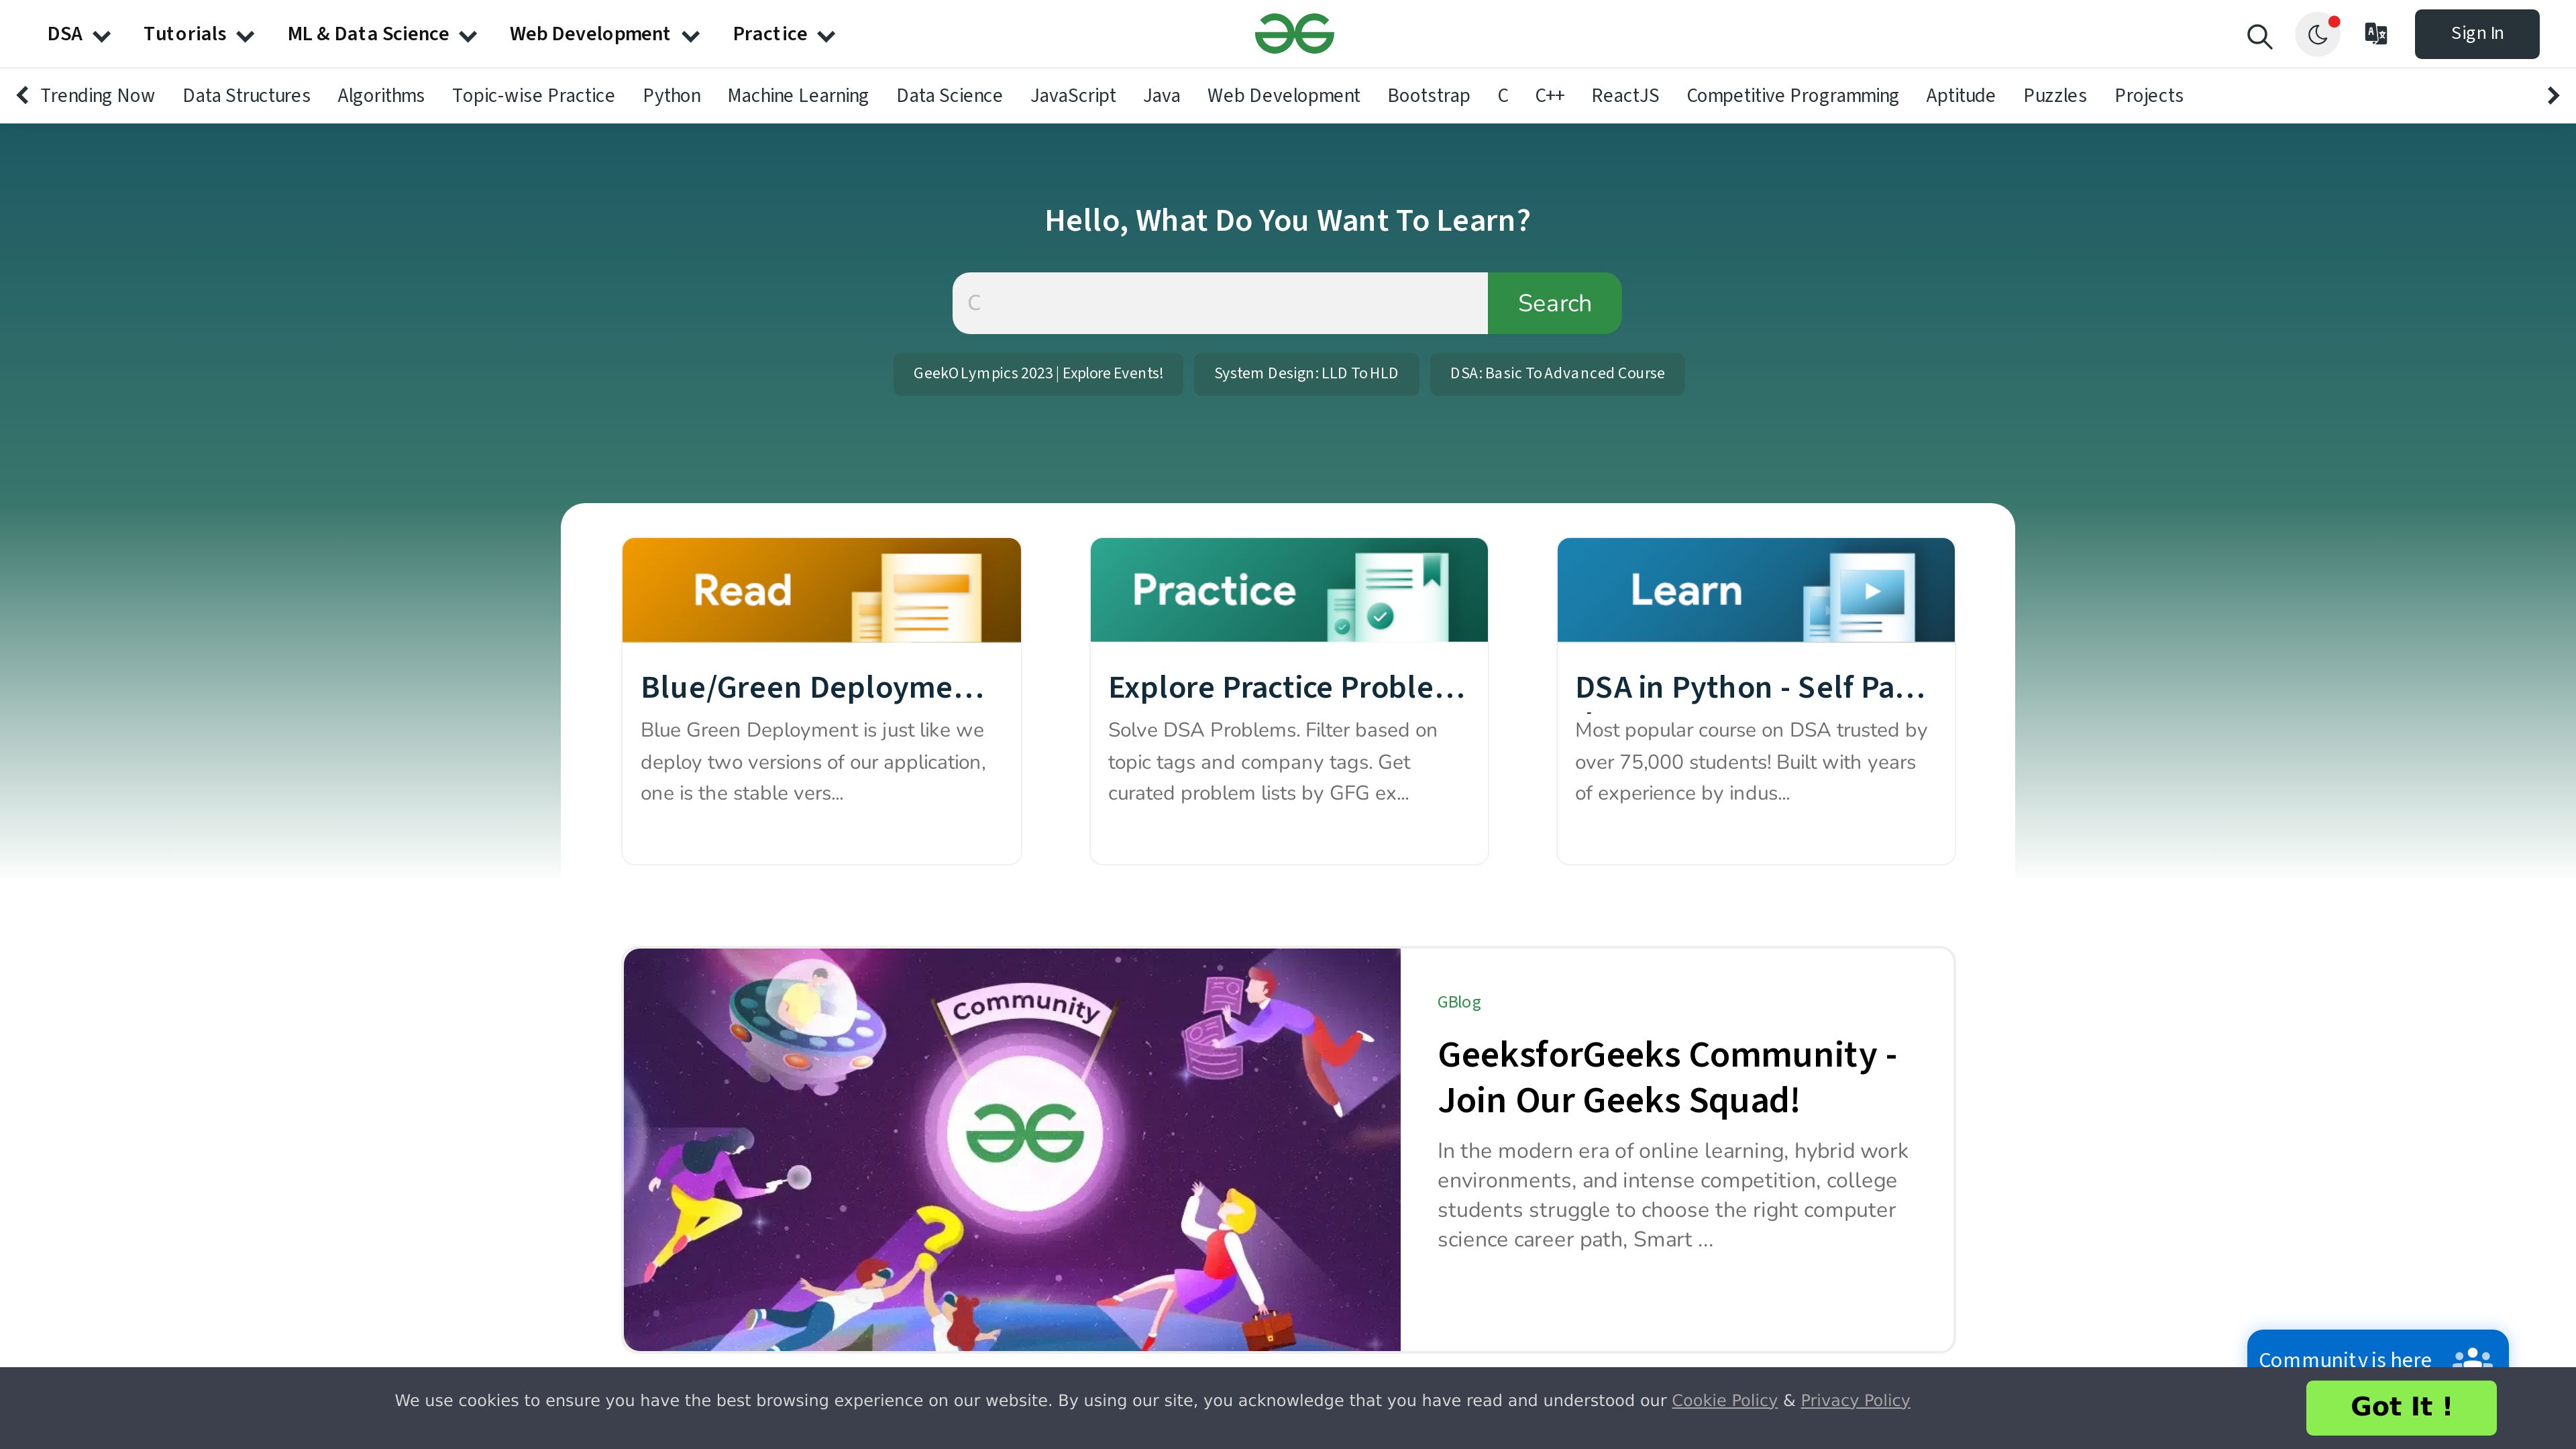 DSA Tutorials ML & Data Science Web Development Practice Sign In
Trending Now Data Structures Algorithms Topic-wise Practice Python Machine Learning Data Science JavaScript Java Web Development Bootstrap C C++ ReactJS Competitive Programming Aptitude Puzzles Projects
Hello, What Do You Want To Learn?
C Search
GeekOLympics 2023 | Explore Events! System Design: LLD To HLD DSA: Basic To Advanced Course
Read
Blue/Green Deployme...
Blue Green Deployment is just like we
deploy two versions of our application,
one is the stable vers...
Practice
Explore Practice Proble...
Solve DSA Problems. Filter based on
topic tags and company tags. Get
curated problem lists by GFG ex...
Learn
DSA in Python - Self Pa...
Most popular course on DSA trusted by
over 75,000 students! Built with years
of experience by indus...
Community
GBlog
GeeksforGeeks Community -
Join Our Geeks Squad!
In the modern era of online learning, hybrid work
environments, and intense competition, college
students struggle to choose the right computer
science career path, Smart ...
Community is here
We use cookies to ensure you have the best browsing experience on our website. By using our site, you acknowledge that you have read and understood our Cookie Policy & Privacy Policy
Got It !